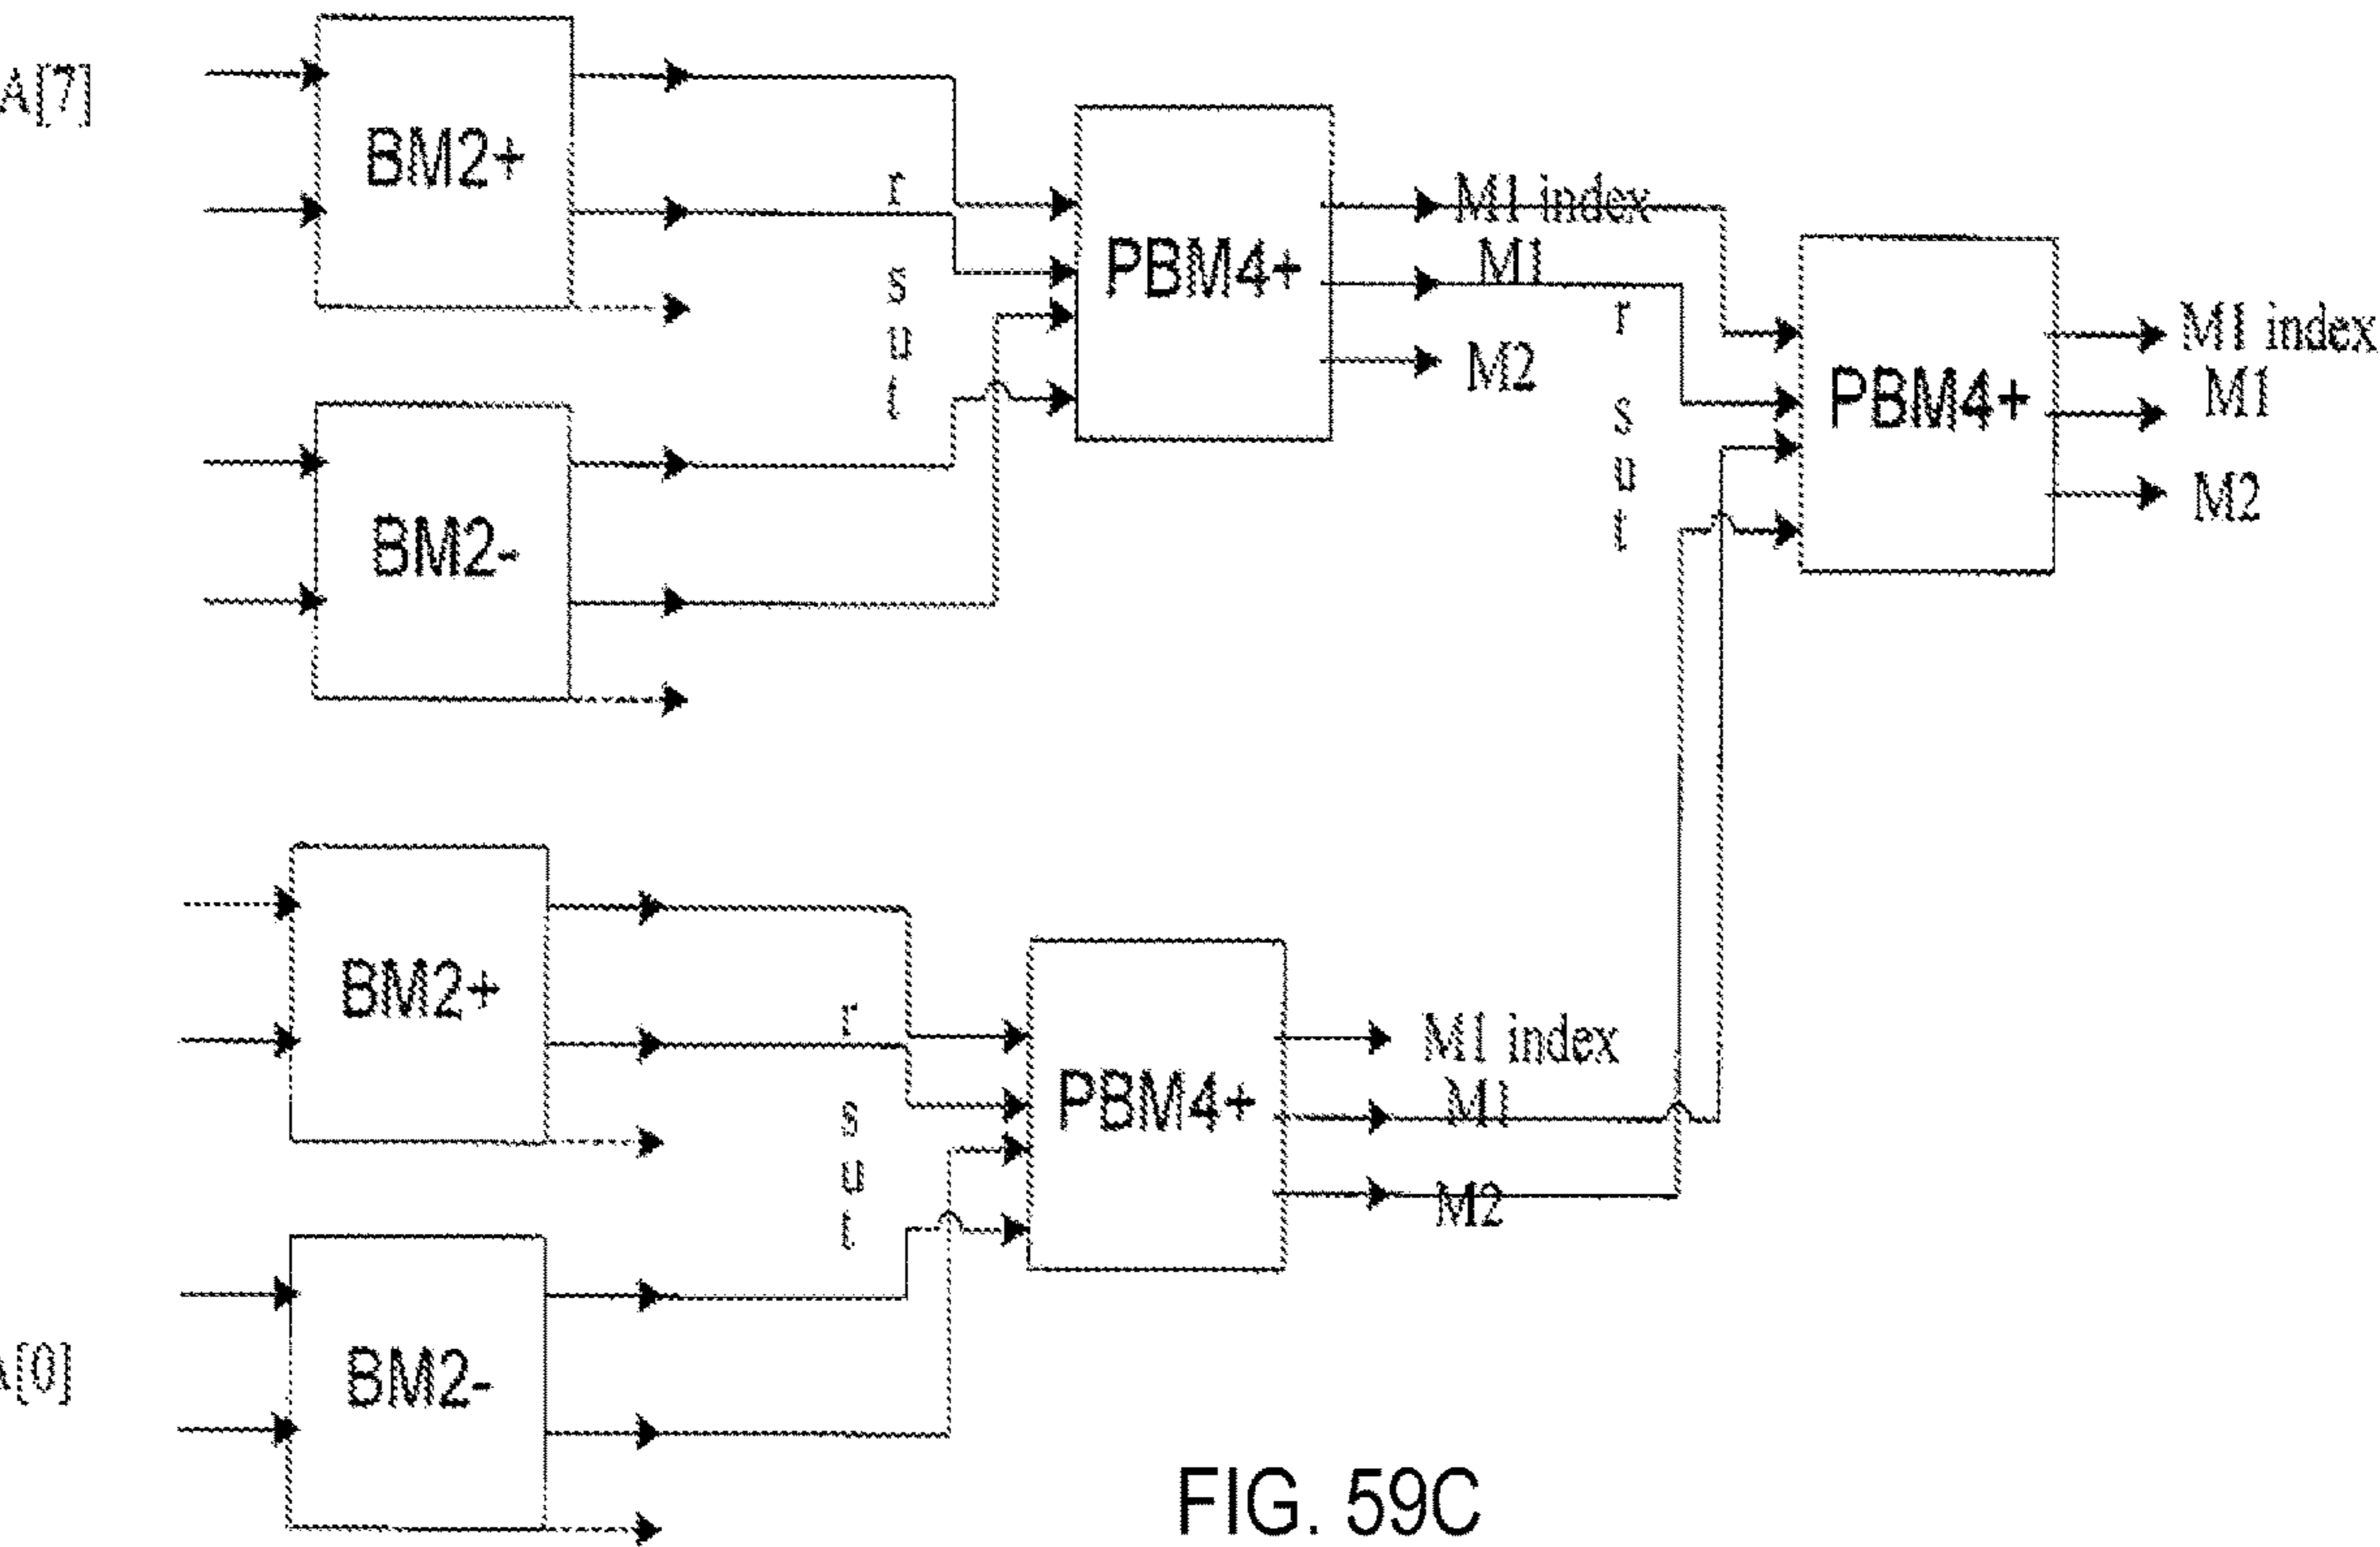 A[7]
BM2+
r
s
u
t
PBM4+
M1 index
M1
M2
r
s
u
t
PBM4+
M1 index
M1
M2
BM2-
BM2+
r
s
u
t
PBM4+
M1 index
M1
M2
A[0]
BM2-
FIG. 59C